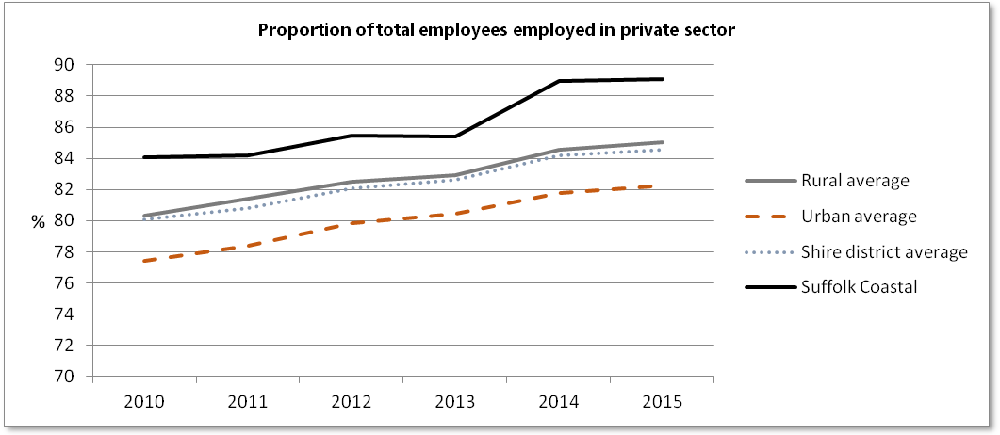 Proportion of total employees employed in private sector
90
88
86
84
82
80
78
76
74
72
70
%
2010 2011 2012 2013 2014 2015
Rural average
Urban average
Shire district average
Suffolk Coastal